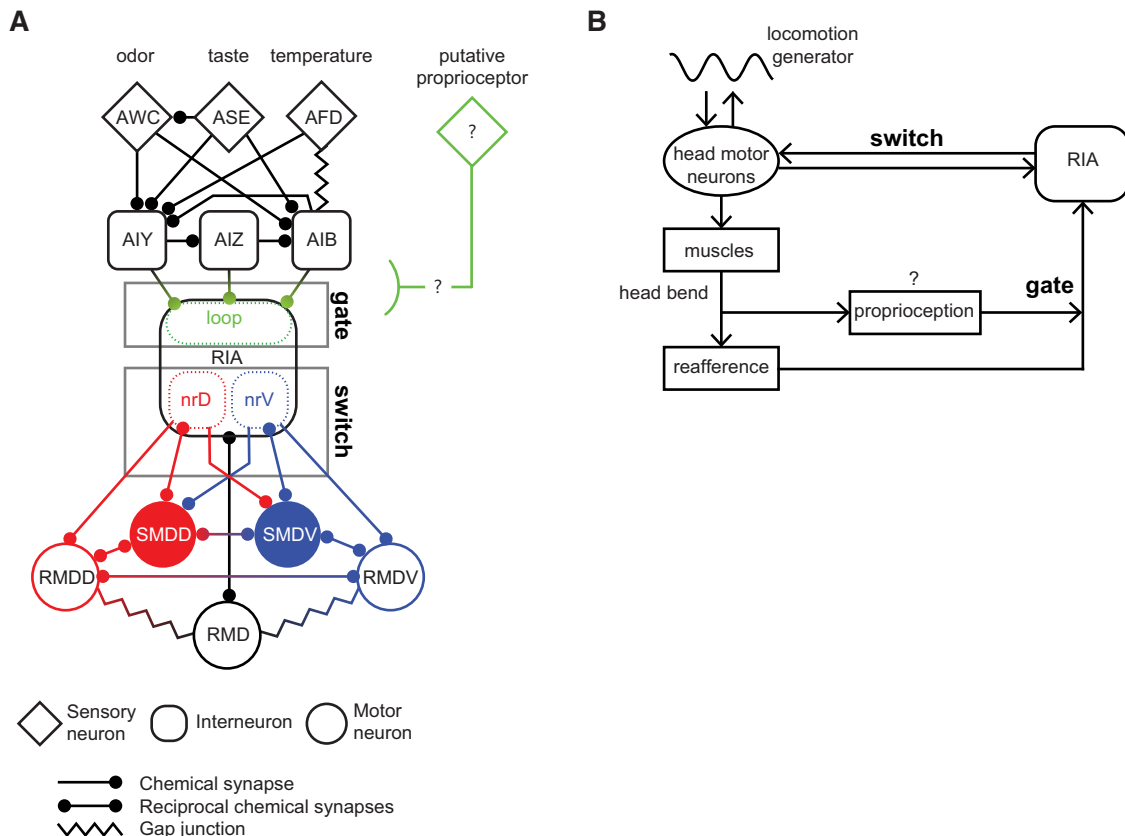 A
odor
taste
temperature
putative
proprioceptor
AWC
ASE
AFD
?
AIY
AIZ
AIB
?
loop
gate
RIA
nrD
nrV
switch
SMDD
SMDV
RMDD
RMDV
RMD
Sensory
neuron
Interneuron
Motor
neuron
Chemical synapse
Reciprocal chemical synapses
Gap junction
B
locomotion
generator
switch
head motor
neurons
RIA
muscles
head bend
?
gate
proprioception
reafference